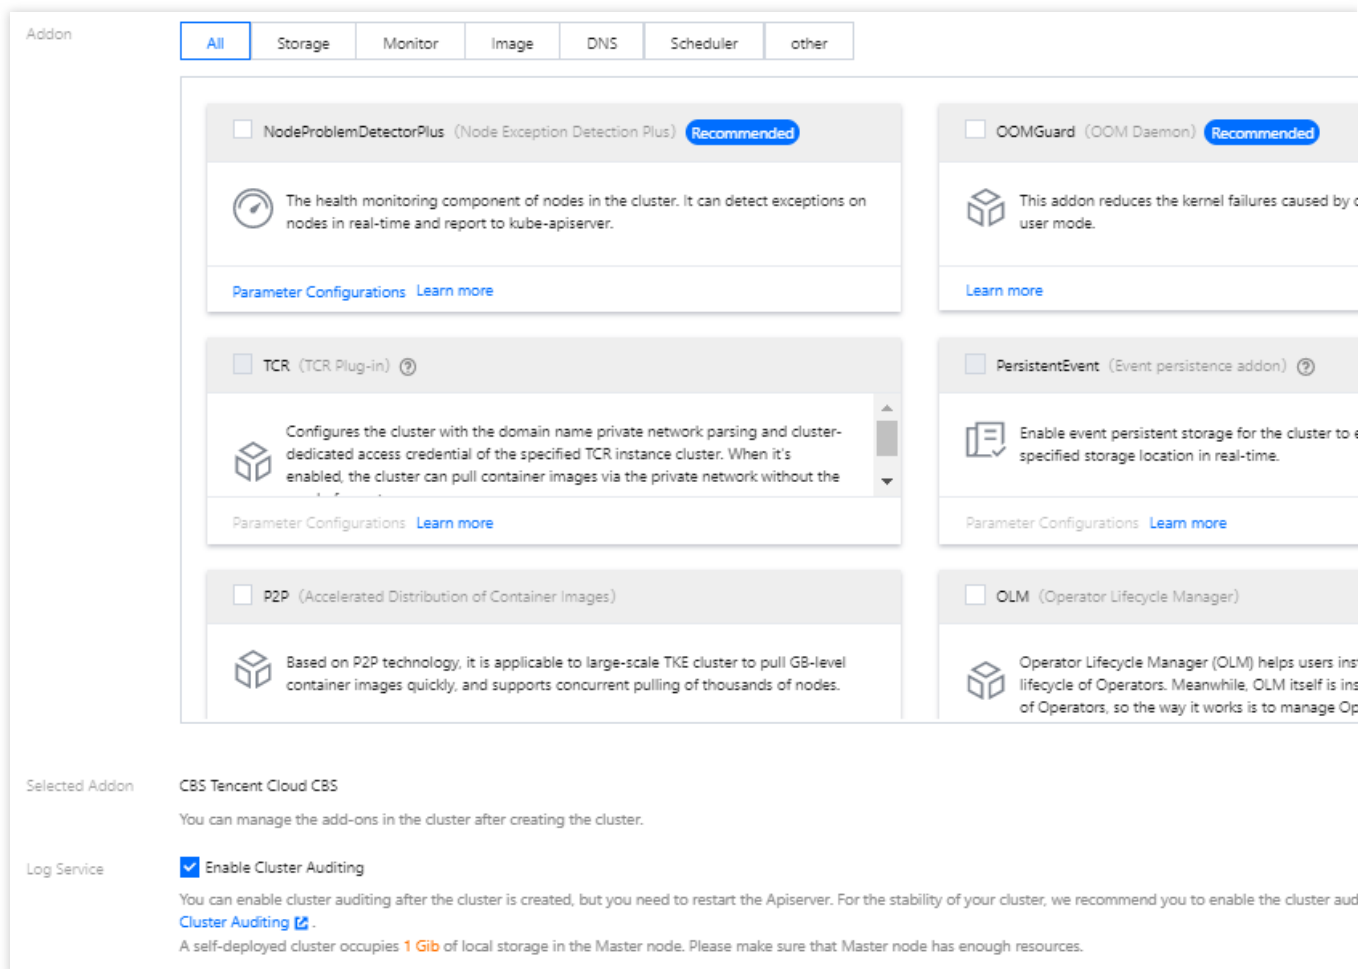 Addon
All Storage Monitor Image DNS Scheduler other
NodeProblemDetectorPlus (Node Exception Detection Plus) Recommended
The health monitoring component of nodes in the cluster. It can detect exceptions on
nodes in real-time and report to kube-apiserver.
Parameter Configurations Learn more
OOMGuard (OOM Daemon) Recommended
This addon reduces the kernel failures caused by
user mode.
Learn more
TCR (TCR Plug-in)
Configures the cluster with the domain name private network parsing and cluster-
dedicated access credential of the specified TCR instance cluster. When it's
enabled, the cluster can pull container images via the private network without the
Parameter Configurations Learn more
PersistentEvent (Event persistence addon)
Enable event persistent storage for the cluster to
specified storage location in real-time.
Parameter Configurations Learn more
P2P (Accelerated Distribution of Container Images)
Based on P2P technology, it is applicable to large-scale TKE cluster to pull GB-level
container images quickly, and supports concurrent pulling of thousands of nodes.
OLM (Operator Lifecycle Manager)
Operator Lifecycle Manager (OLM) helps users ins
lifecycle of Operators. Meanwhile, OLM itself is ins
of Operators, so the way it works is to manage Op
Selected Addon
CBS Tencent Cloud CBS
You can manage the add-ons in the cluster after creating the cluster.
Log Service
Enable Cluster Auditing
You can enable cluster auditing after the cluster is created, but you need to restart the Apiserver. For the stability of your cluster, we recommend you to enable the cluster aud
Cluster Auditing .
A self-deployed cluster occupies 1 Gib of local storage in the Master node. Please make sure that Master node has enough resources.